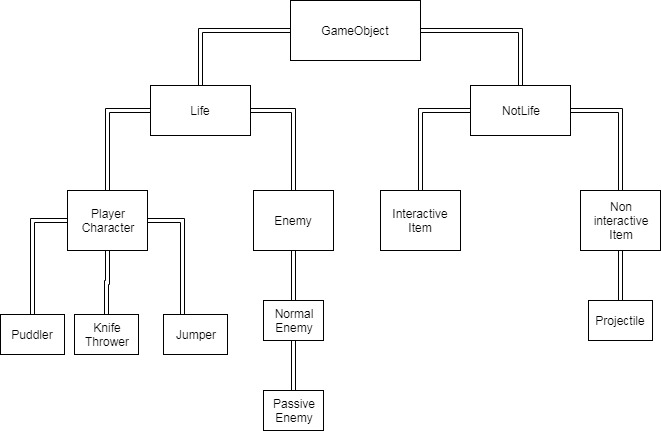 GameObject
Life
NotLife
Player
Character
Enemy
Interactive
Item
Non
interactive
Item
Puddler
Knife
Thrower
Jumper
Normal
Enemy
Projectile
Passive
Enemy